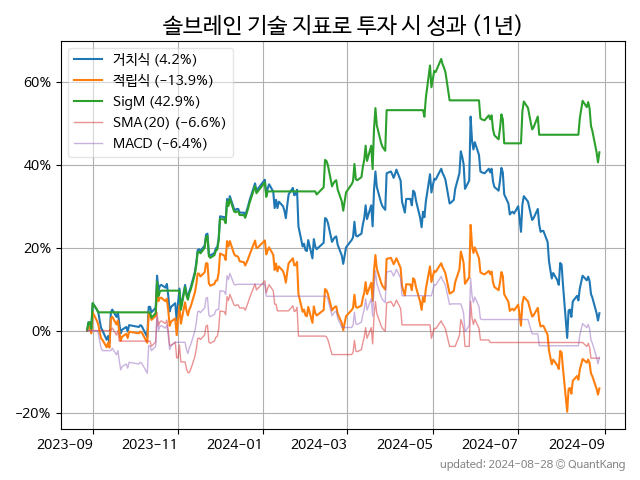 솔브레인 기술 지표로 투자 시 성과 (1년)
거치식 (4.2%)
적립식 (−13.9%)
SigM (42.9%)
SMA(20) (−6.6%)
MACD (−6.4%)
60%
40%
20%
0%
−20%
2023-09 2023-11 2024-01 2024-03 2024-05 2024-07 2024-09
updated: 2024-08-28 © QuantKang